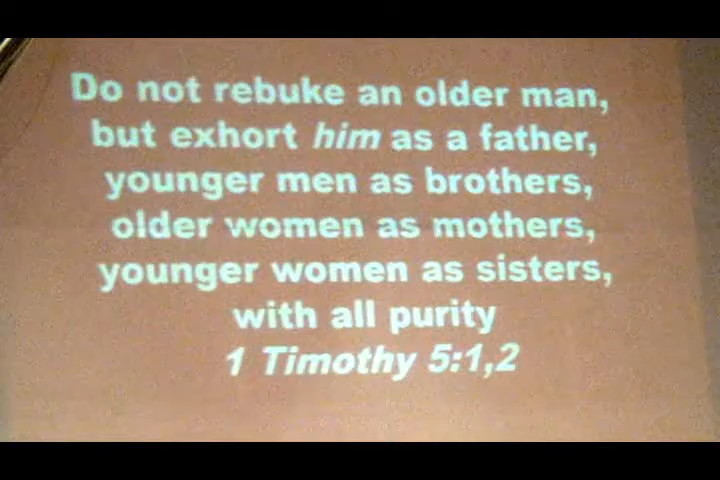 Do not rebuke an older man,
but exhort him as a father,
younger men as brothers,
older women as mothers,
younger women as sisters,
with all purity
1 Timothy 5:1,2